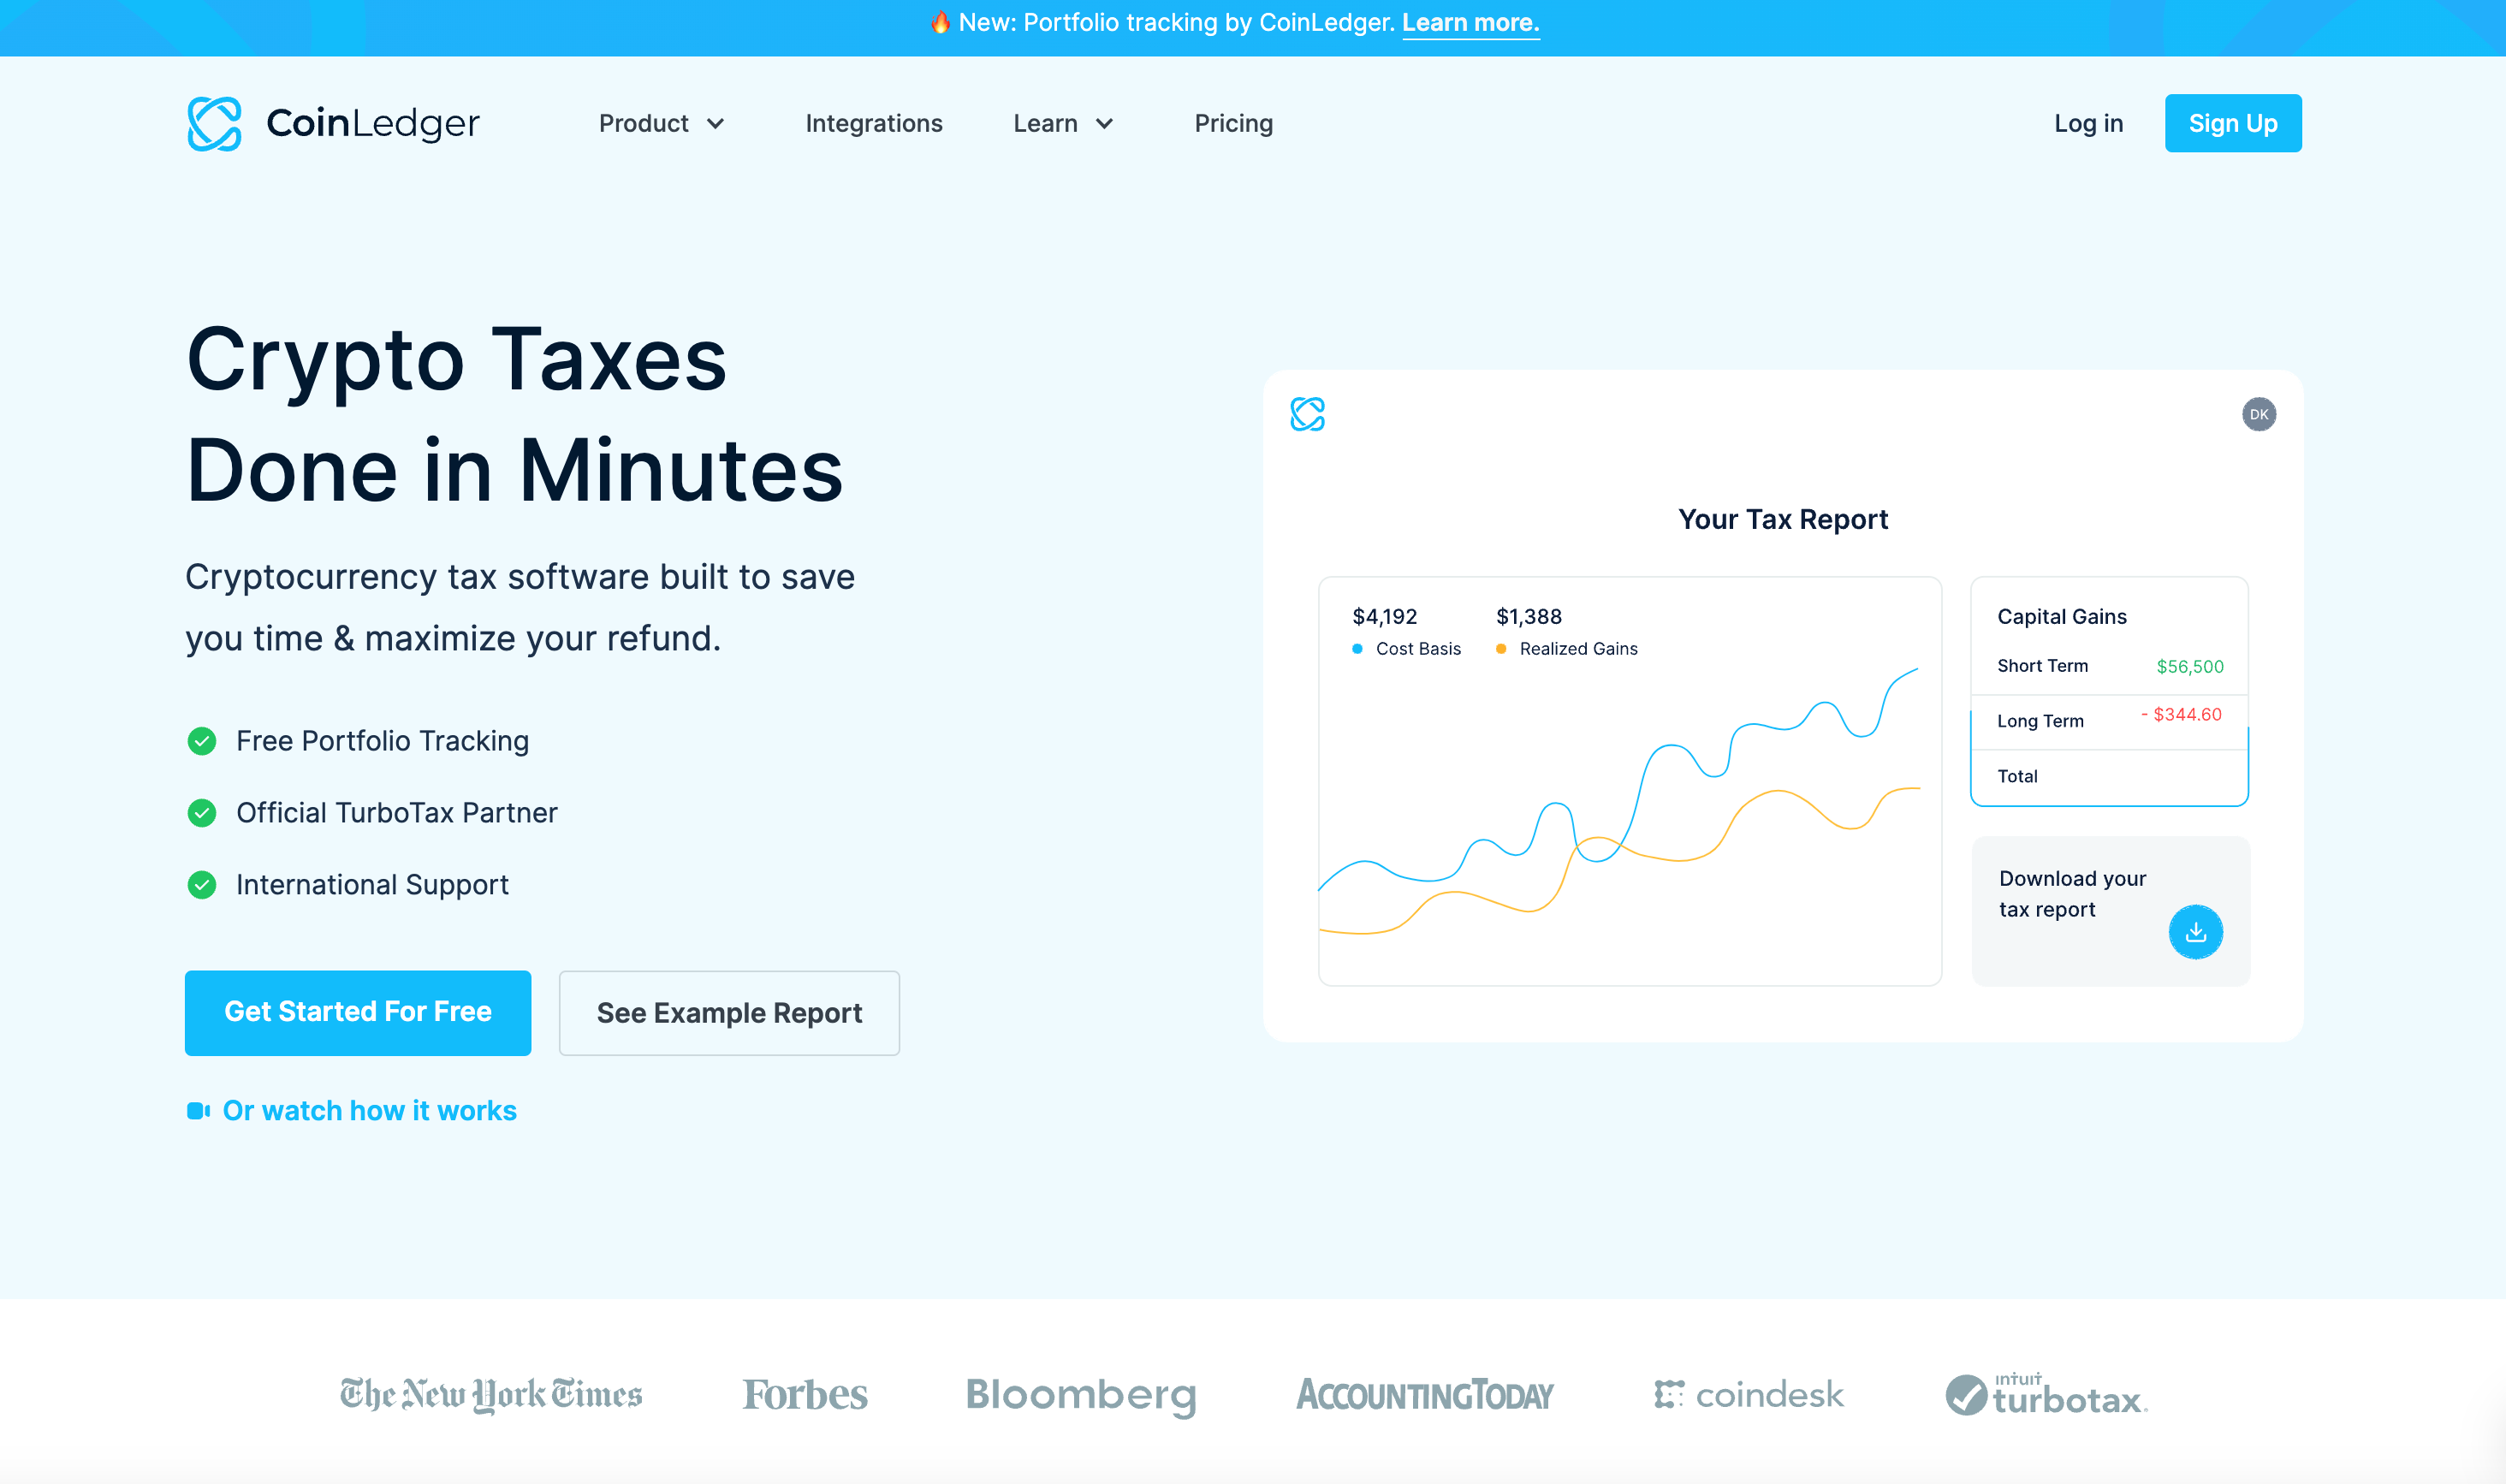 🔥 New: Portfolio tracking by CoinLedger. Learn more.
CoinLedger
Product
Integrations
Learn
Pricing
Log in
Sign Up
Crypto Taxes
Done in Minutes
Cryptocurrency tax software built to save
you time & maximize your refund.
Free Portfolio Tracking
Official TurboTax Partner
International Support
Get Started For Free
See Example Report
Or watch how it works
DK
Your Tax Report
$4,192
Cost Basis
$1,388
Realized Gains
Capital Gains
Short Term $56,500
Long Term - $344.60
Total
Download your
tax report
The New York Times
Forbes
Bloomberg
ACCOUNTINGTODAY
coindesk
intuit
turbotax.